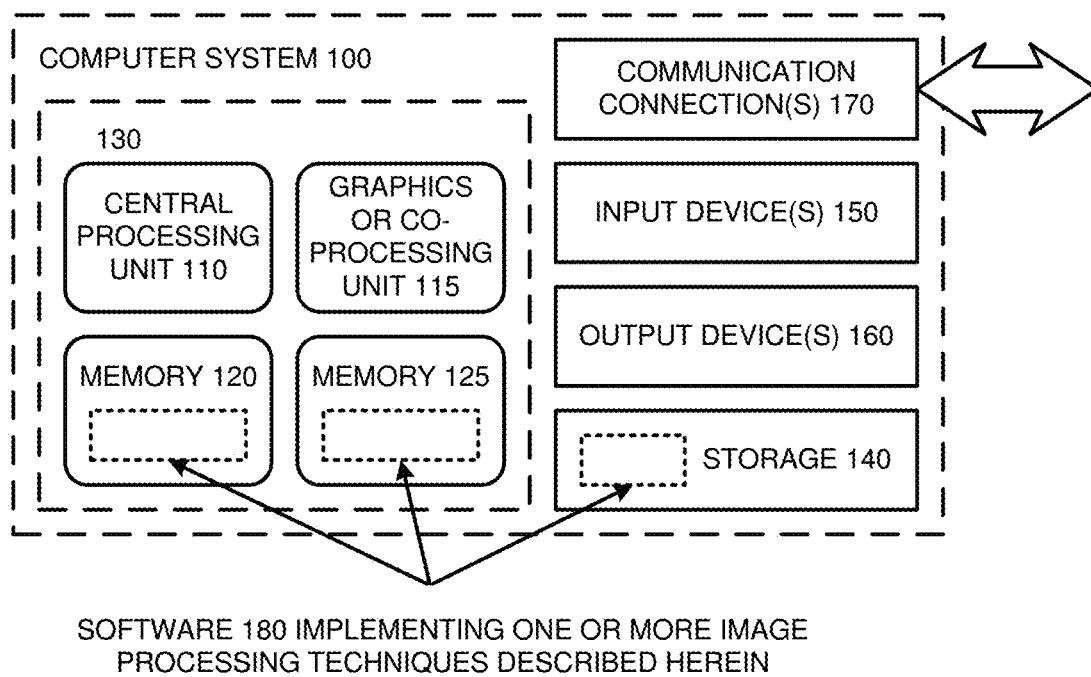 COMPUTER SYSTEM 100
130
CENTRAL
PROCESSING
UNIT 110
GRAPHICS
OR CO-
PROCESSING
UNIT 115
MEMORY 120
MEMORY 125
COMMUNICATION
CONNECTION(S) 170
INPUT DEVICE(S) 150
OUTPUT DEVICE(S) 160
STORAGE 140
SOFTWARE 180 IMPLEMENTING ONE OR MORE IMAGE
PROCESSING TECHNIQUES DESCRIBED HEREIN